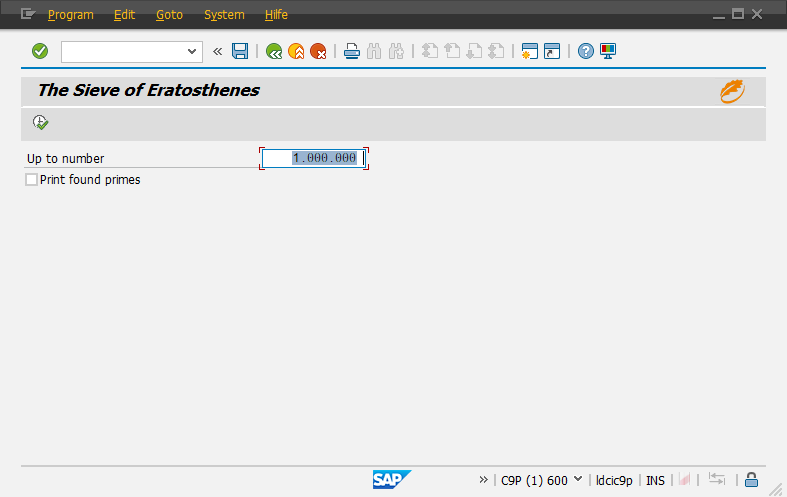 Program Edit Goto System Hilfe
The Sieve of Eratosthenes
Up to number 1.000.000
Print found primes
SAP C9P (1) 600 ldcic9p INS